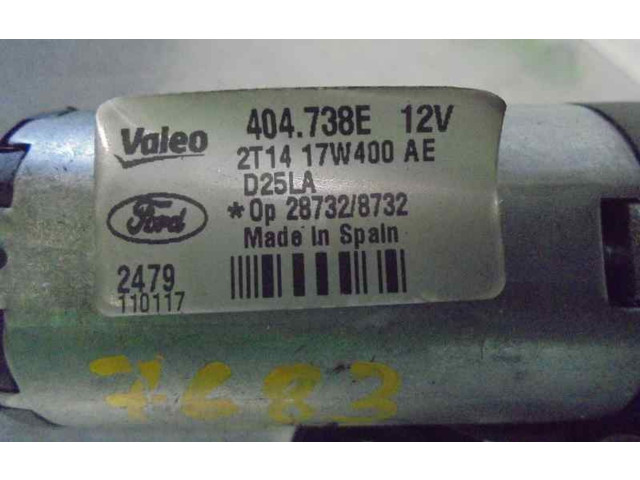 Valeo 404.738E 12V
2T14 17W400 AE
D25LA
Ford *Op 28732/8732
Made In Spain
2479
110117
7683